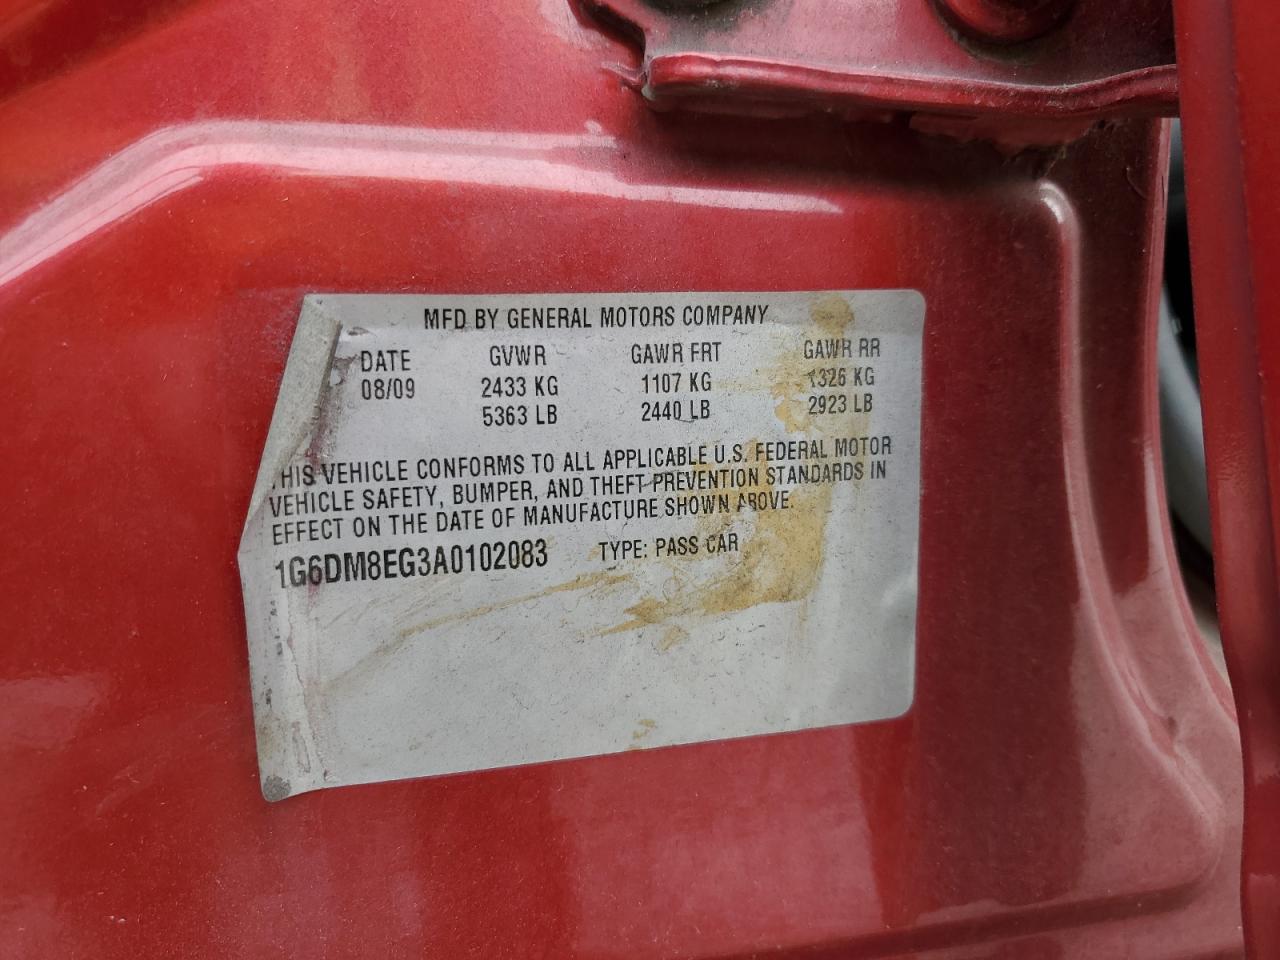 MFD BY GENERAL MOTORS COMPANY
DATE GVWR GAWR FRT GAWR RR
08/09 2433 KG 1107 KG 1326 KG
5363 LB 2440 LB 2923 LB
THIS VEHICLE CONFORMS TO ALL APPLICABLE U.S. FEDERAL MOTOR
VEHICLE SAFETY, BUMPER, AND THEFT PREVENTION STANDARDS IN
EFFECT ON THE DATE OF MANUFACTURE SHOWN ABOVE.
1G6DM8EG3A0102083 TYPE: PASS CAR